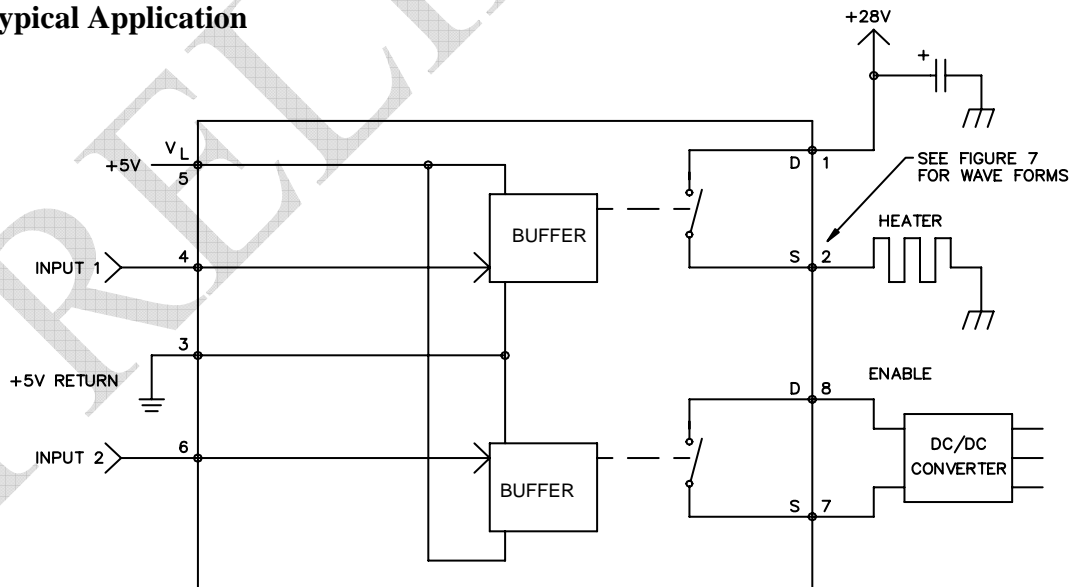 ypical Application
+28V
+
V L
+5V
5
D 1
SEE FIGURE 7
FOR WAVE FORMS
BUFFER
HEATER
INPUT 1
4
S 2
3
+5V RETURN
ENABLE
D 8
INPUT 2
6
BUFFER
DC/DC
CONVERTER
S 7